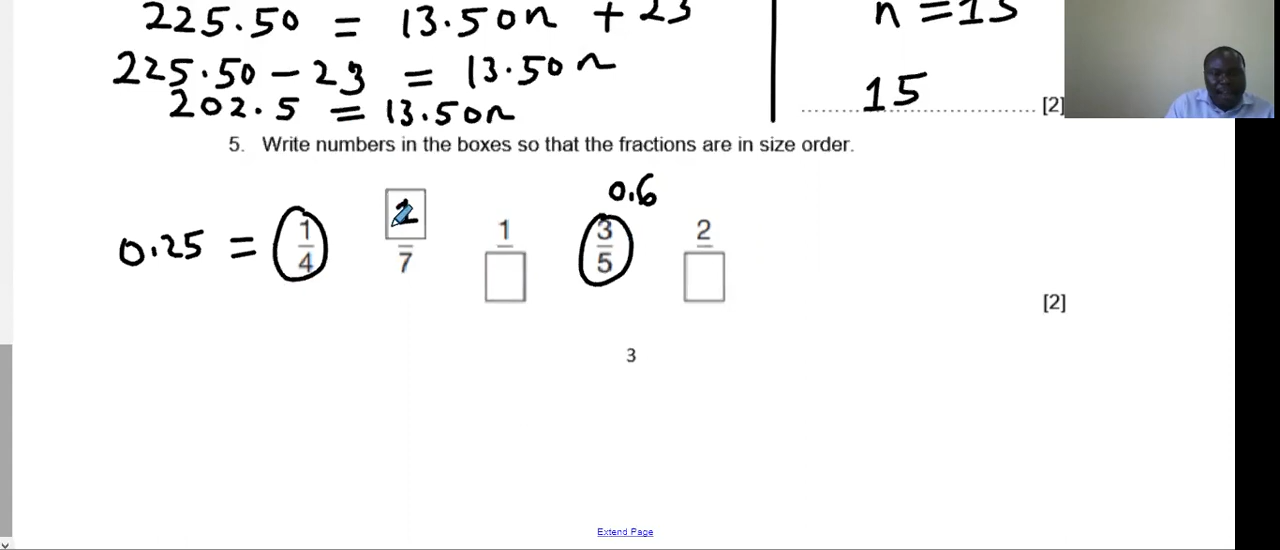 225.50 = 13.50n + 23
225.50 - 23 = 13.50n
202.5 = 13.50n
n = 15
15 [2]
5. Write numbers in the boxes so that the fractions are in size order.
0.6
0.25 = 1/4 2/7 1/□ 3/5 2/□
[2]
3
Extend Page